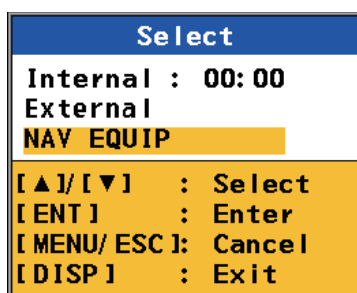 Select
Internal : 00:00
External
NAV EQUIP
[▲]/[▼] : Select
[ENT] : Enter
[MENU/ESC]: Cancel
[DISP] : Exit